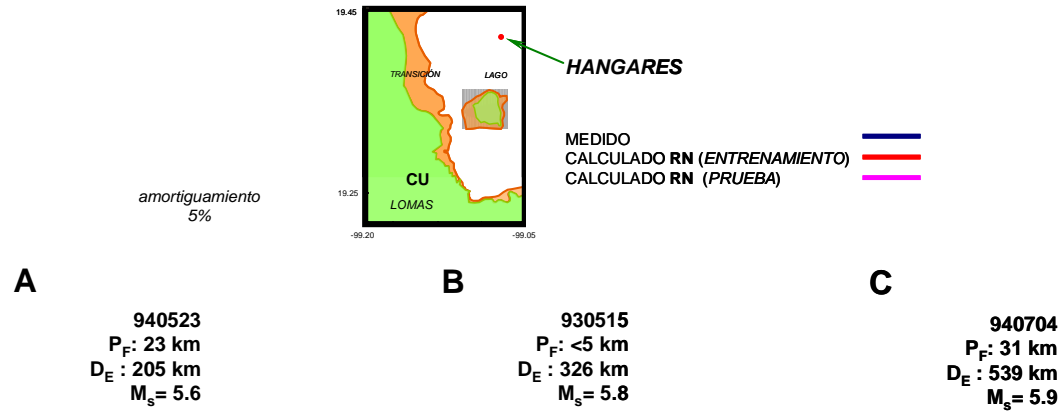 19.45
HANGARES
TRANSICIÓN
LAGO
MEDIDO
CALCULADO RN (ENTRENAMIENTO)
CALCULADO RN (PRUEBA)
CU
amortiguamiento
5%
19.25
LOMAS
-99.20
-99.05
A
940523
PF: 23 km
DE : 205 km
Ms= 5.6
B
930515
PF: <5 km
DE : 326 km
Ms= 5.8
C
940704
PF: 31 km
DE : 539 km
Ms= 5.9